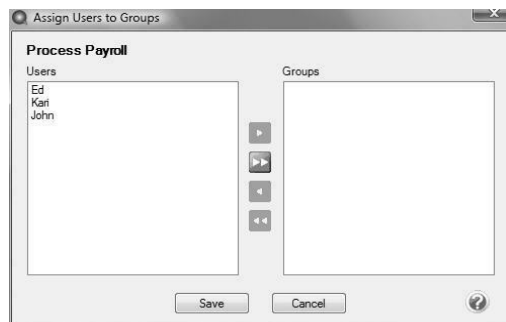 Assign Users to Groups
Process Payroll
Users
Groups
Ed
Kari
John
Save
Cancel